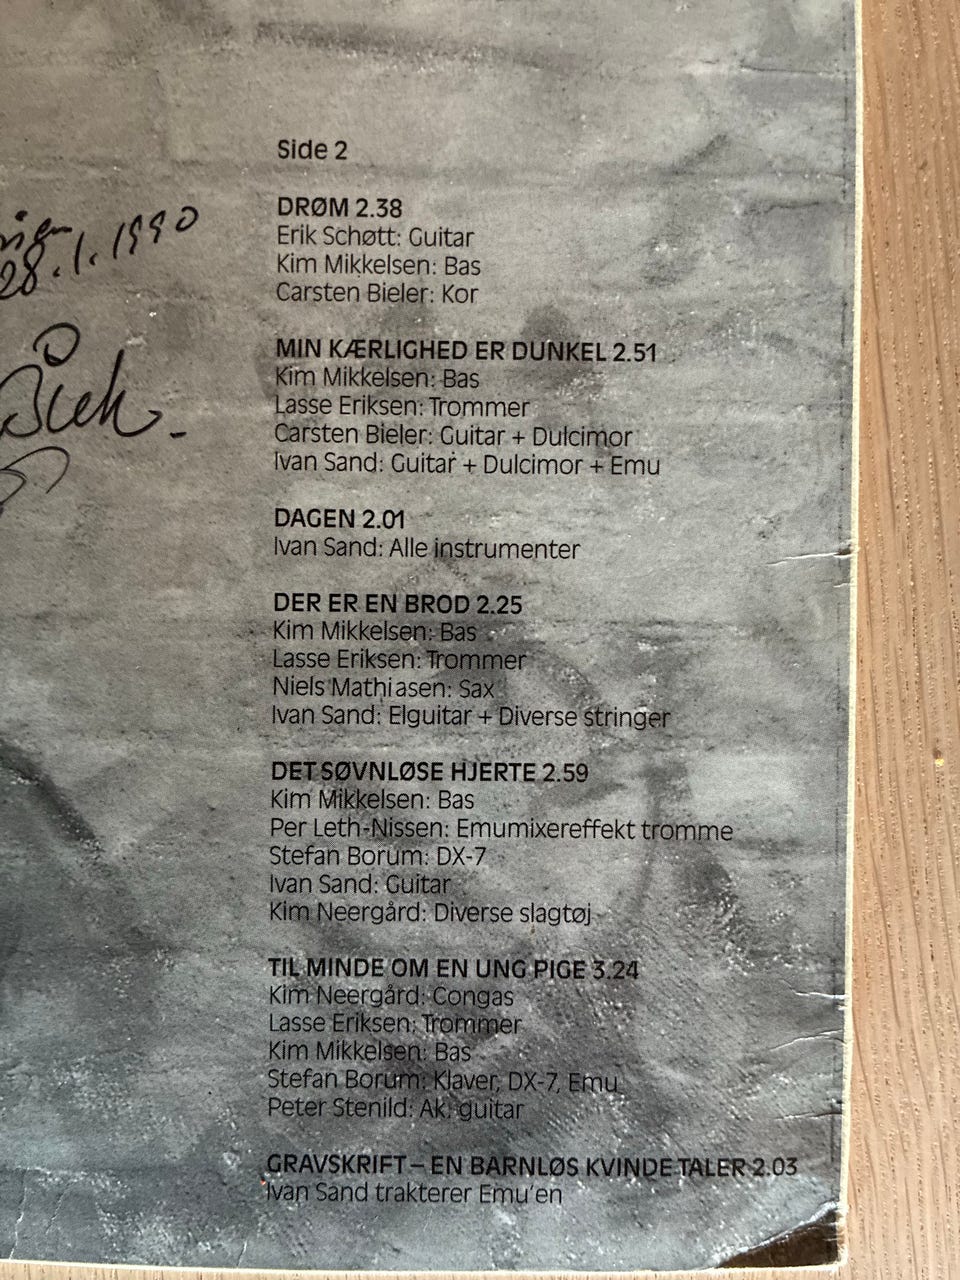 28.1.1990
Side 2
DRØM 2.38
Erik Schøtt: Guitar
Kim Mikkelsen: Bas
Carsten Bieler: Kor
MIN KÆRLIGHED ER DUNKEL 2.51
Kim Mikkelsen: Bas
Lasse Eriksen: Trommer
Carsten Bieler: Guitar + Dulcimor
Ivan Sand: Guitar + Dulcimor + Emu
DAGEN 2.01
Ivan Sand: Alle instrumenter
DER ER EN BROD 2.25
Kim Mikkelsen: Bas
Lasse Eriksen: Trommer
Niels Mathiasen: Sax
Ivan Sand: Elguitar + Diverse stringer
DET SØVNLØSE HJERTE 2.59
Kim Mikkelsen: Bas
Per Leth-Nissen: Emumixereffekt tromme
Stefan Borum: DX-7
Ivan Sand: Guitar
Kim Neergård: Diverse slagtøj
TIL MINDE OM EN UNG PIGE 3.24
Kim Neergård: Congas
Lasse Eriksen: Trommer
Kim Mikkelsen: Bas
Stefan Borum: Klaver, DX-7, Emu
Peter Stenild: Ak. guitar
GRAVSKRIFT – EN BARNLØS KVINDE TALER 2.03
Ivan Sand trakterer Emu'en